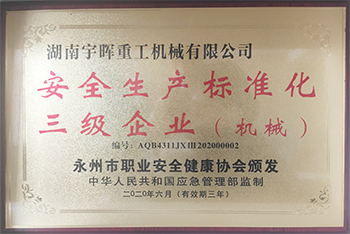 湖南宇晖重工机械有限公司
安全生产标准化
三级企业（机械）
编号：AQB4311JXⅢ202000002
永州市职业安全健康协会颁发
中华人民共和国应急管理部监制
二〇二〇年六月（有效期三年）